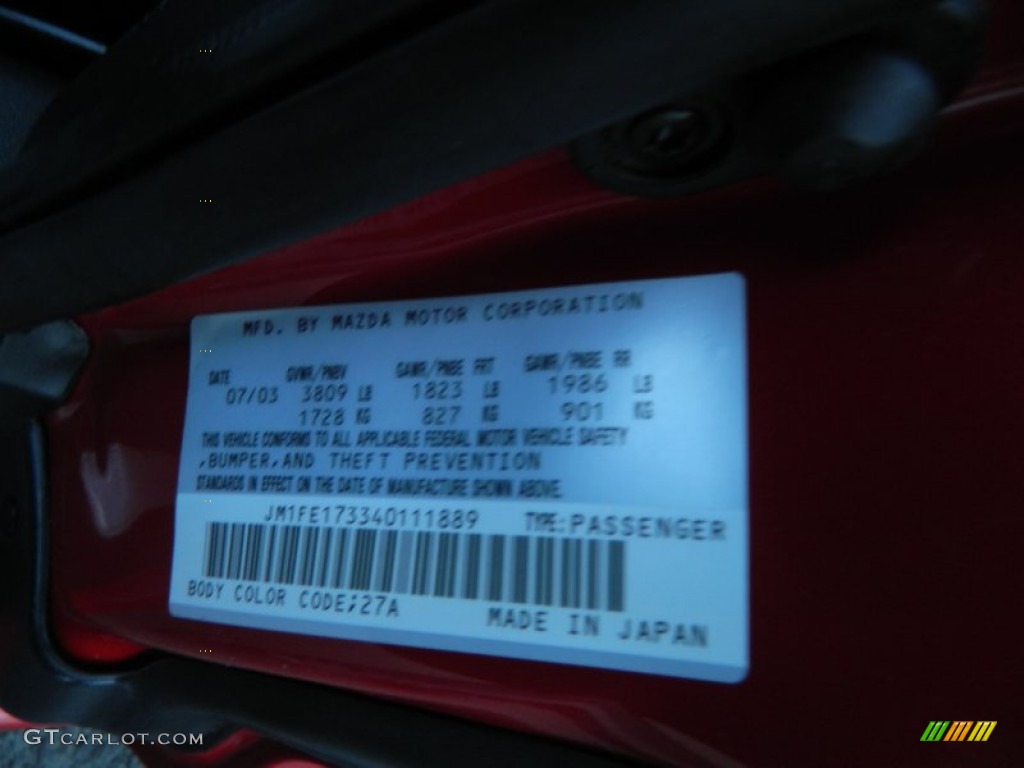 MFD. BY MAZDA MOTOR CORPORATION
DATE GVWR/PNBV GAWR/PNBE FRT GAWR/PNBE RR
07/03 3809 LB 1823 LB 1986 LB
1728 KG 827 KG 901 KG
THIS VEHICLE CONFORMS TO ALL APPLICABLE FEDERAL MOTOR VEHICLE SAFETY
,BUMPER,AND THEFT PREVENTION
STANDARDS IN EFFECT ON THE DATE OF MANUFACTURE SHOWN ABOVE.
JM1FE173340111889 TYPE:PASSENGER
BODY COLOR CODE;27A
MADE IN JAPAN
GTCARLOT.COM